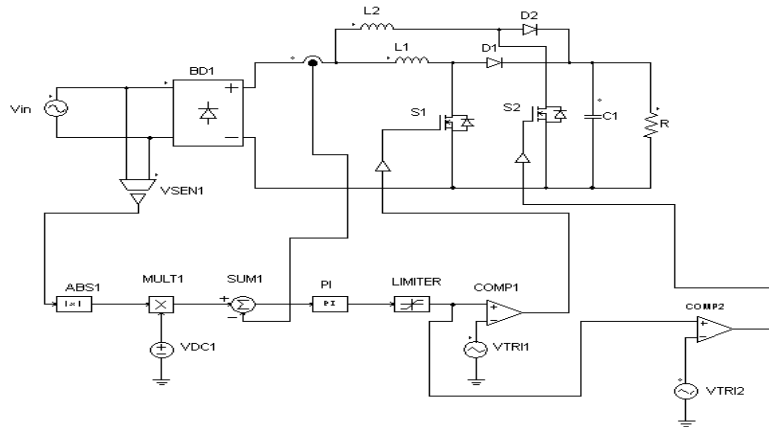 L2
D2
L1
D1
BD1
Vin
S1
S2
C1
R
VSEN1
ABS1
MULT1
SUM1
PI
LIMITER
COMP1
COMP2
|x|
PI
VDC1
VTRI1
VTRI2